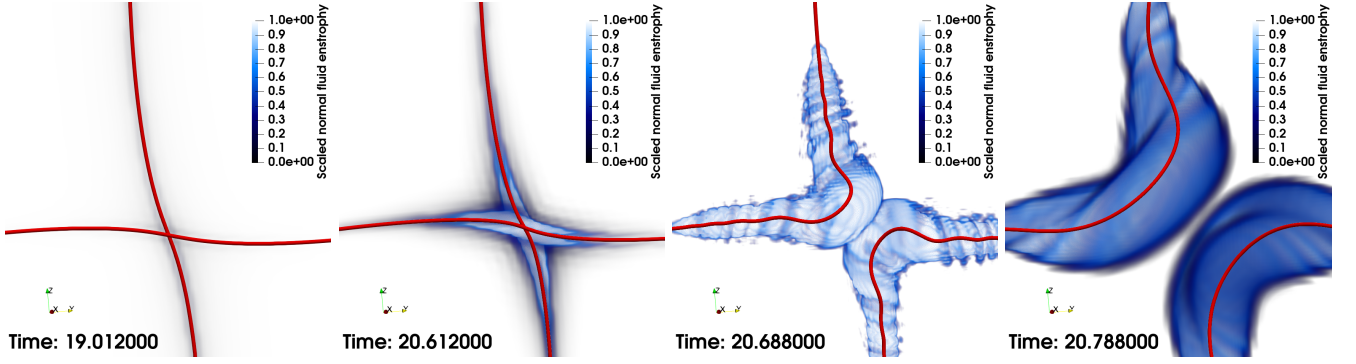 1.0e+00
0.9
0.8
0.7
0.6
0.5
0.4
0.3
0.2
0.1
0.0e+00
Scaled normal fluid enstrophy
Z
X
Y
Time: 19.012000
1.0e+00
0.9
0.8
0.7
0.6
0.5
0.4
0.3
0.2
0.1
0.0e+00
Scaled normal fluid enstrophy
Z
X
Y
Time: 20.612000
1.0e+00
0.9
0.8
0.7
0.6
0.5
0.4
0.3
0.2
0.1
0.0e+00
Scaled normal fluid enstrophy
Z
X
Y
Time: 20.688000
1.0e+00
0.9
0.8
0.7
0.6
0.5
0.4
0.3
0.2
0.1
0.0e+00
Scaled normal fluid enstrophy
Z
X
Y
Time: 20.788000